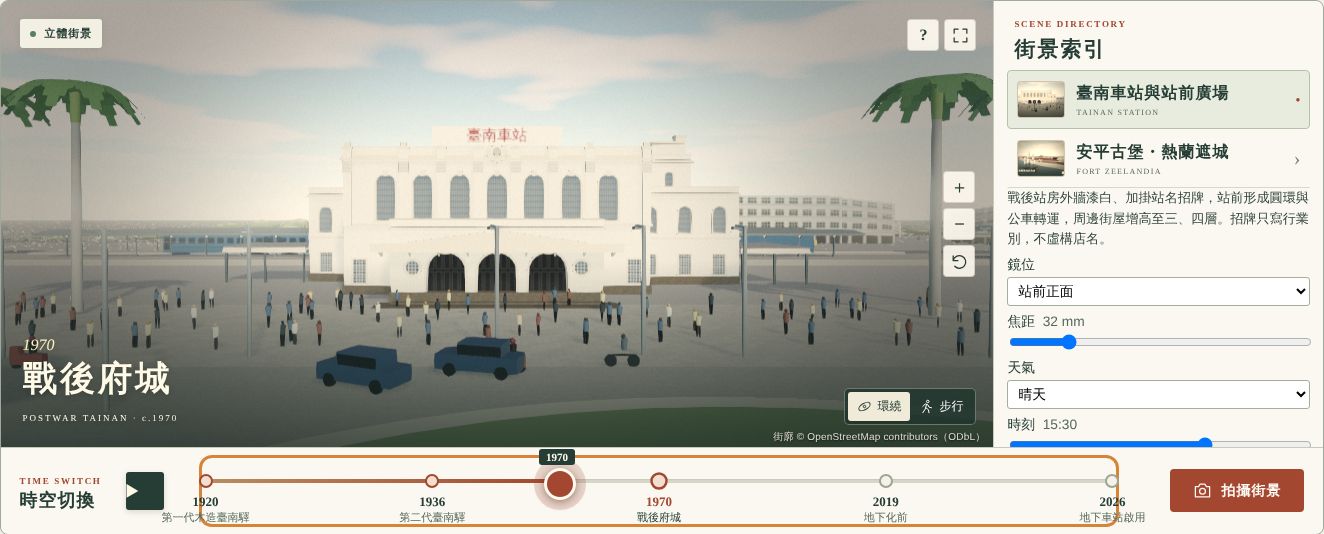 立體街景
?
臺南車站
1970
戰後府城
POSTWAR TAINAN · c.1970
+
−
環繞
步行
街廓 © OpenStreetMap contributors（ODbL）
SCENE DIRECTORY
街景索引
臺南車站與站前廣場
TAINAN STATION
安平古堡・熱蘭遮城
FORT ZEELANDIA
戰後站房外牆漆白、加掛站名招牌，站前形成圓環與
公車轉運，周邊街屋增高至三、四層。招牌只寫行業
別，不虛構店名。
鏡位
站前正面
焦距 32 mm
天氣
晴天
時刻 15:30
TIME SWITCH
時空切換
1970
1920
第一代木造臺南驛
1936
第二代臺南驛
1970
戰後府城
2019
地下化前
2026
地下車站啟用
拍攝街景